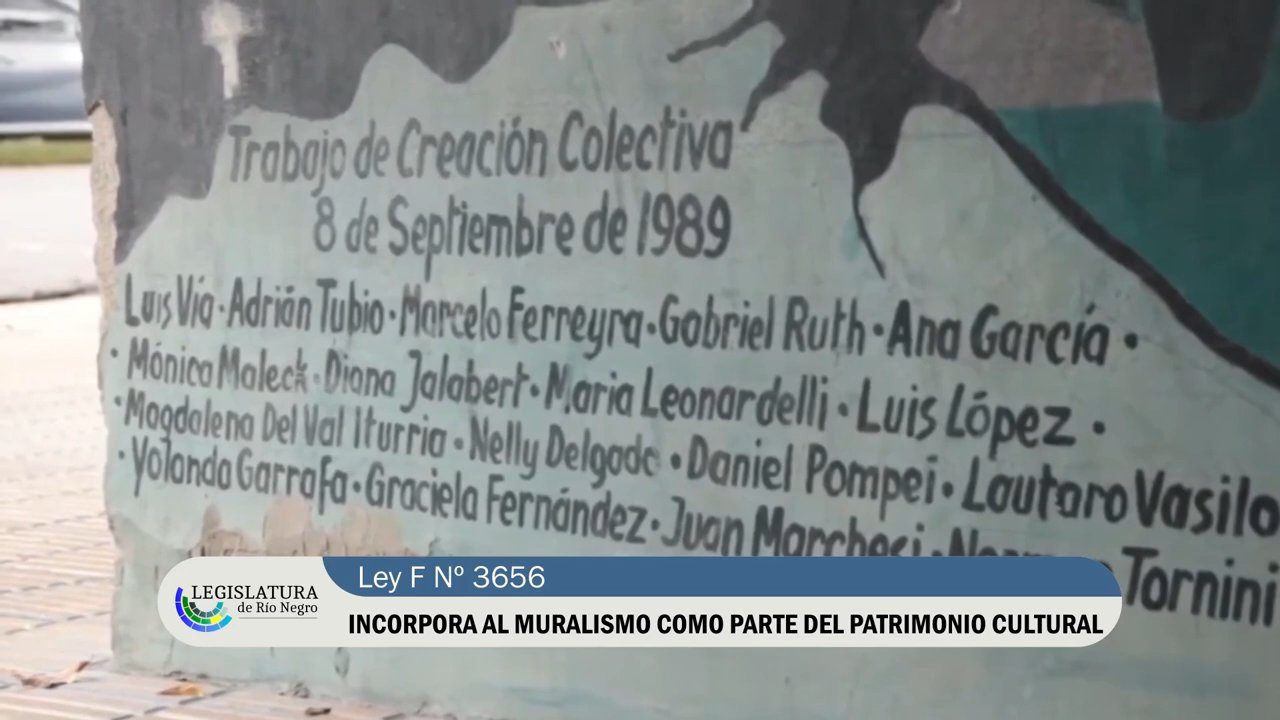 Trabajo de Creación Colectiva
8 de Septiembre de 1989
Luis Vía · Adrián Tubio · Marcelo Ferreyra · Gabriel Ruth · Ana García ·
· Mónica Maleck · Diana Jalabert · Maria Leonardelli · Luis López ·
· Magdalena Del Val Iturria · Nelly Delgado · Daniel Pompei · Lautaro Vasilo
· Yolanda Garrafa · Graciela Fernández · Juan Marchesi · Tornini
Ley F Nº 3656
LEGISLATURA
de Río Negro
INCORPORA AL MURALISMO COMO PARTE DEL PATRIMONIO CULTURAL